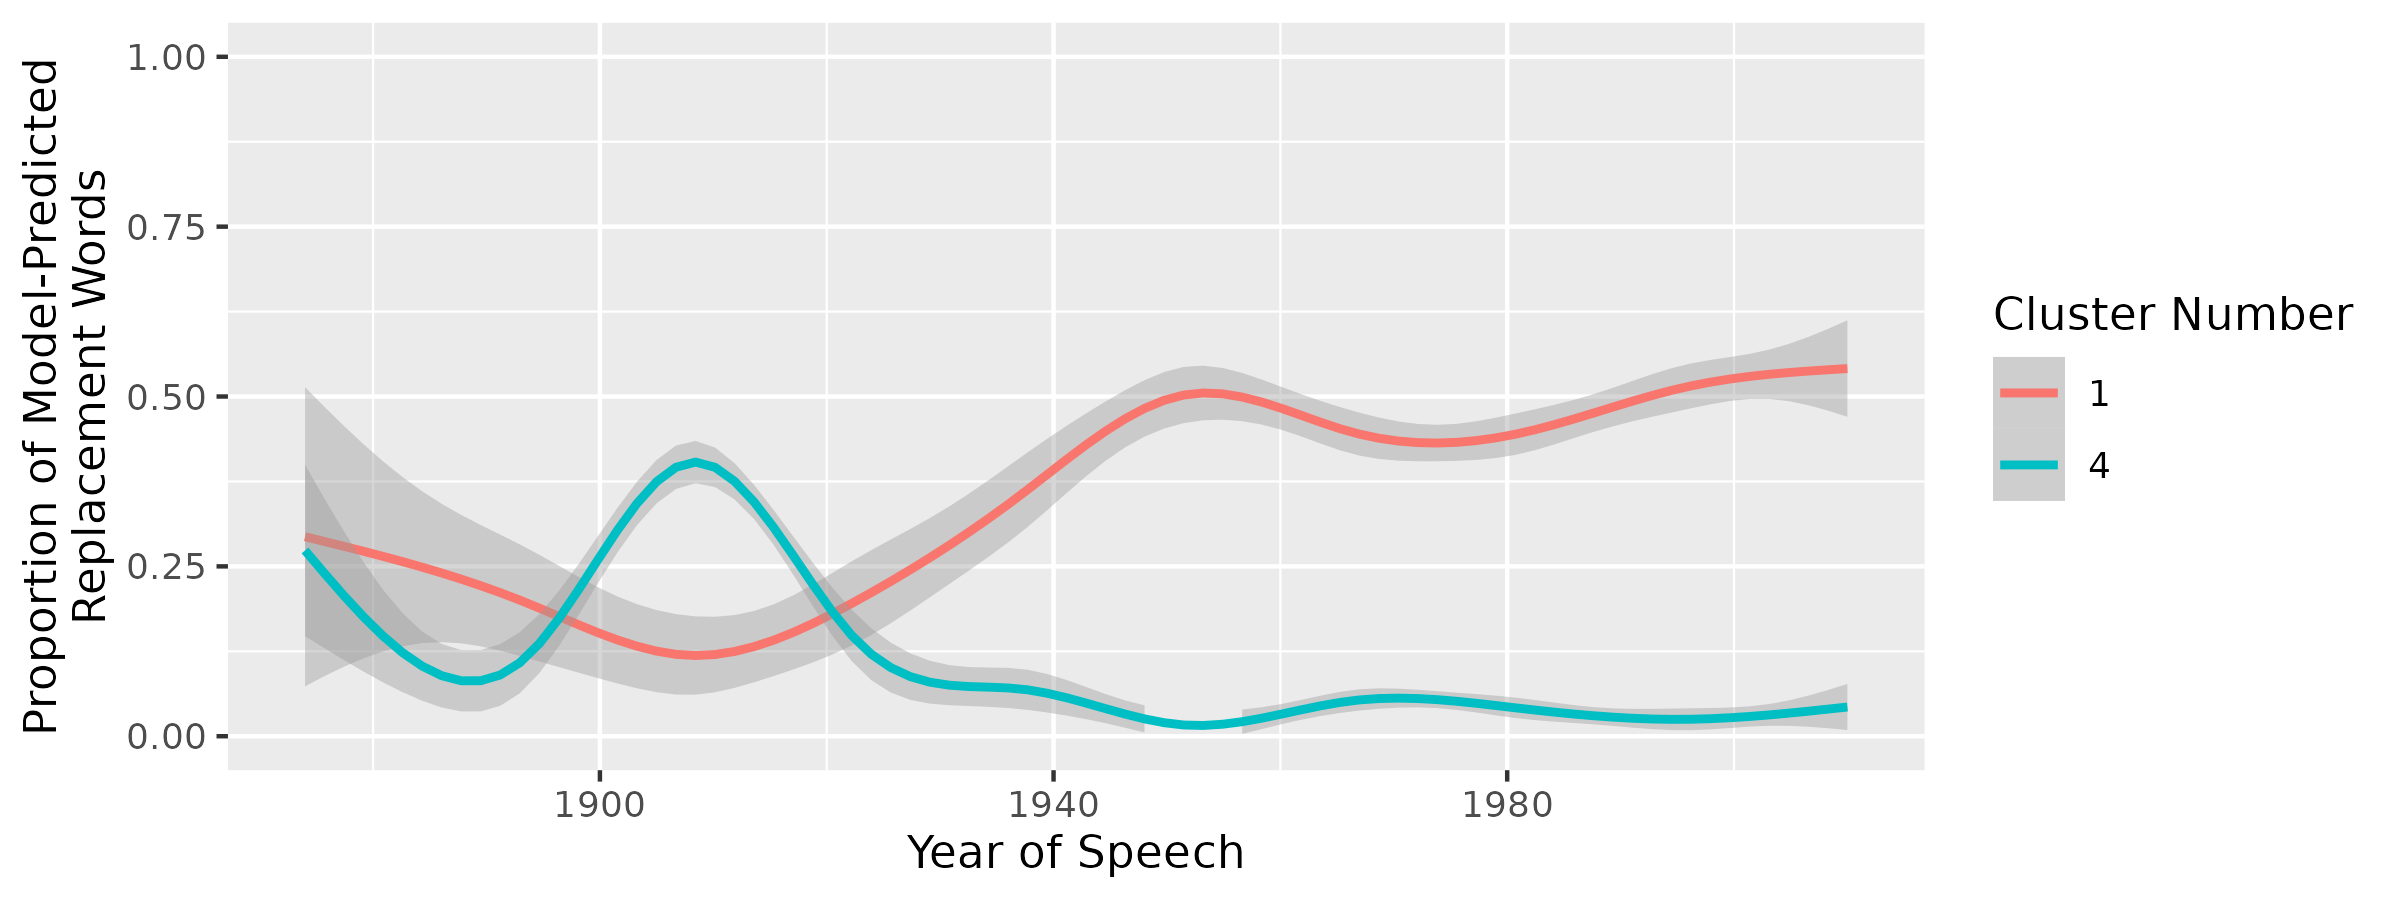 Proportion of Model-Predicted
Replacement Words
1.00
0.75
0.50
0.25
0.00
1900
1940
1980
Year of Speech
Cluster Number
1
4